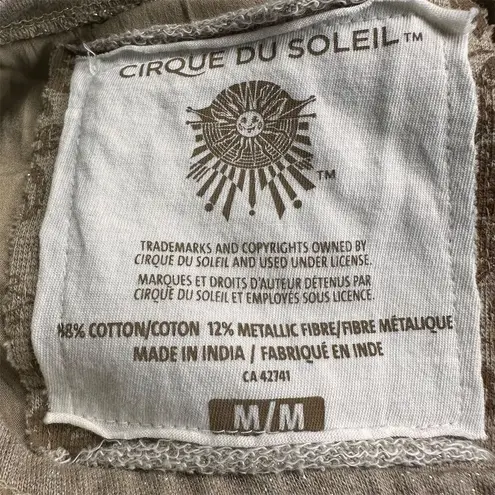 CIRQUE DU SOLEIL™
™
TRADEMARKS AND COPYRIGHTS OWNED BY
CIRQUE DU SOLEIL AND USED UNDER LICENSE.
MARQUES ET DROITS D'AUTEUR DÉTENUS PAR
CIRQUE DU SOLEIL ET EMPLOYÉS SOUS LICENCE.
COTTON/COTON 12% METALLIC FIBRE/FIBRE MÉTALIQUE
MADE IN INDIA / FABRIQUÉ EN INDE
CA 42741
M/M